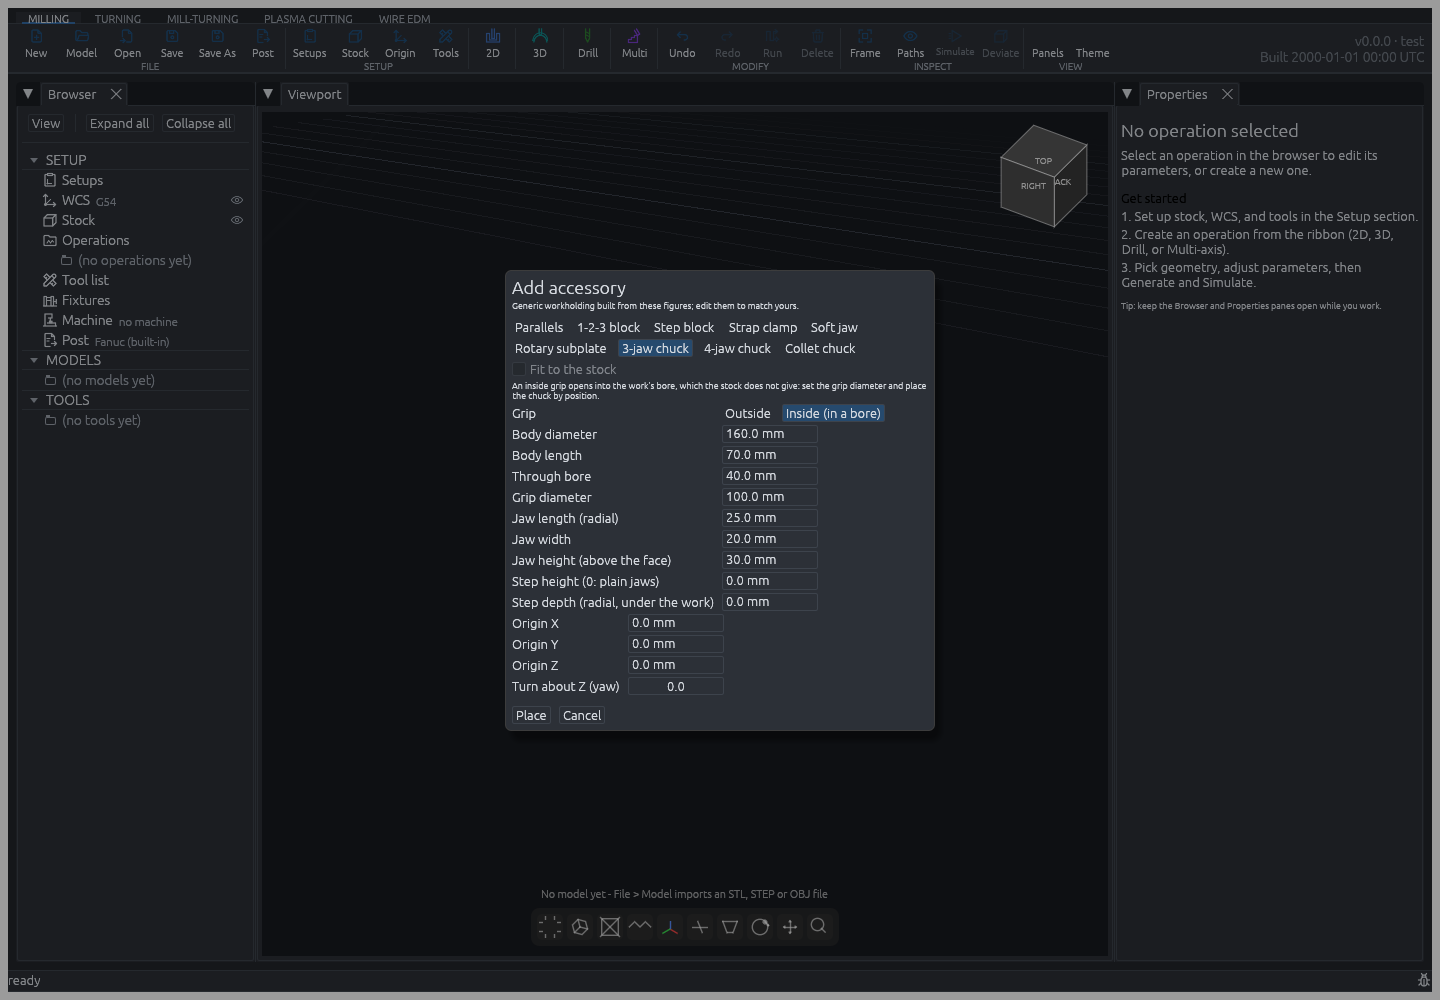 MILLING TURNING MILL-TURNING PLASMA CUTTING WIRE EDM
New Model Open Save Save As Post Setups Stock Origin Tools 2D 3D Drill Multi Undo Redo Run Delete Frame Paths Simulate Deviate Panels Theme
FILE SETUP MODIFY INSPECT VIEW
v0.0.0 · test
Built 2000-01-01 00:00 UTC
Browser
View Expand all Collapse all
SETUP
Setups
WCS G54
Stock
Operations
(no operations yet)
Tool list
Fixtures
Machine no machine
Post Fanuc (built-in)
MODELS
(no models yet)
TOOLS
(no tools yet)
Viewport
TOP
RIGHT
ACK
Add accessory
Generic workholding built from these figures; edit them to match yours.
Parallels 1-2-3 block Step block Strap clamp Soft jaw
Rotary subplate 3-jaw chuck 4-jaw chuck Collet chuck
Fit to the stock
An inside grip opens into the work's bore, which the stock does not give: set the grip diameter and place
the chuck by position.
Grip Outside Inside (in a bore)
Body diameter 160.0 mm
Body length 70.0 mm
Through bore 40.0 mm
Grip diameter 100.0 mm
Jaw length (radial) 25.0 mm
Jaw width 20.0 mm
Jaw height (above the face) 30.0 mm
Step height (0: plain jaws) 0.0 mm
Step depth (radial, under the work) 0.0 mm
Origin X 0.0 mm
Origin Y 0.0 mm
Origin Z 0.0 mm
Turn about Z (yaw) 0.0
Place Cancel
No model yet - File > Model imports an STL, STEP or OBJ file
Properties
No operation selected
Select an operation in the browser to edit its
parameters, or create a new one.
Get started
1. Set up stock, WCS, and tools in the Setup section.
2. Create an operation from the ribbon (2D, 3D,
Drill, or Multi-axis).
3. Pick geometry, adjust parameters, then
Generate and Simulate.
Tip: keep the Browser and Properties panes open while you work.
ready